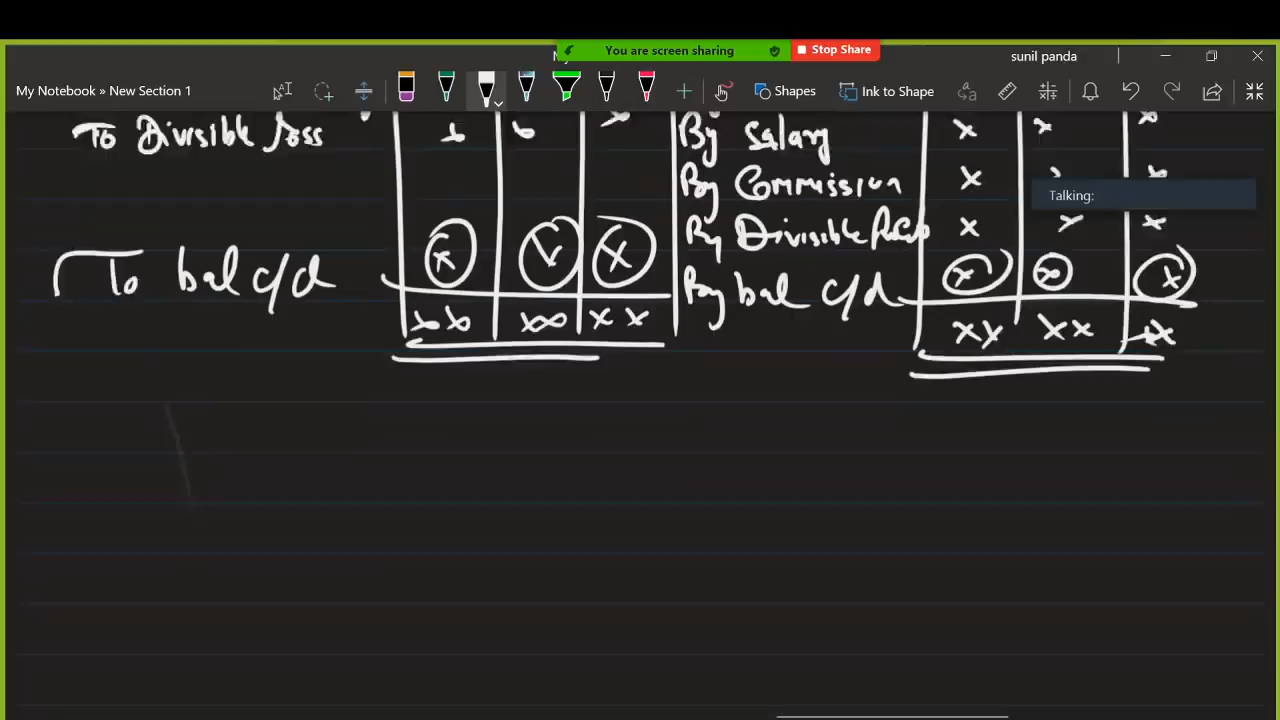 You are screen sharing
Stop Share
sunil panda
My Notebook » New Section 1
Shapes
Ink to Shape
To Divisible loss x x x By Salary x x x
By Commission x x
Talking:
By Divisible x x x
To bal c/d x x x By bal c/d x x x
xx xx xx xx xx xx